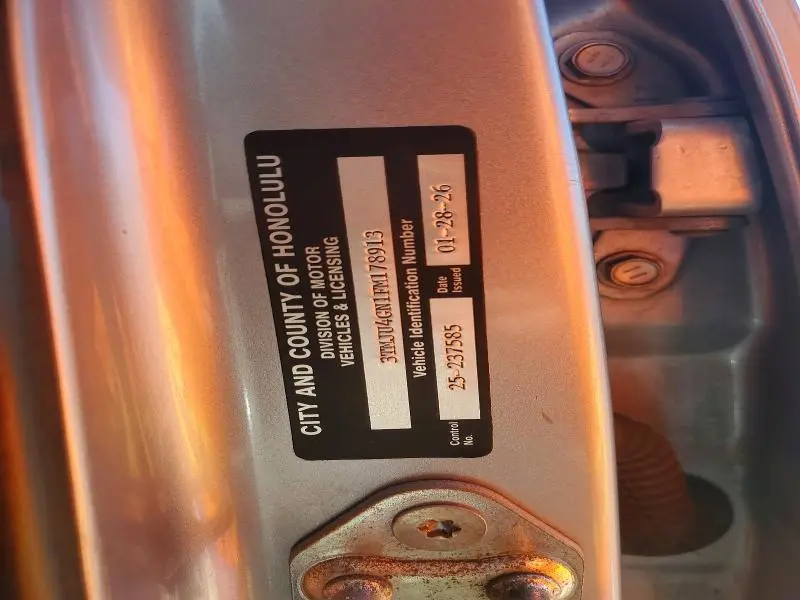 CITY AND COUNTY OF HONOLULU
DIVISION OF MOTOR
VEHICLES & LICENSING
3TMJU4GN1FM178913
Vehicle Identification Number
Control No. 25-237585 Date Issued 01-28-26